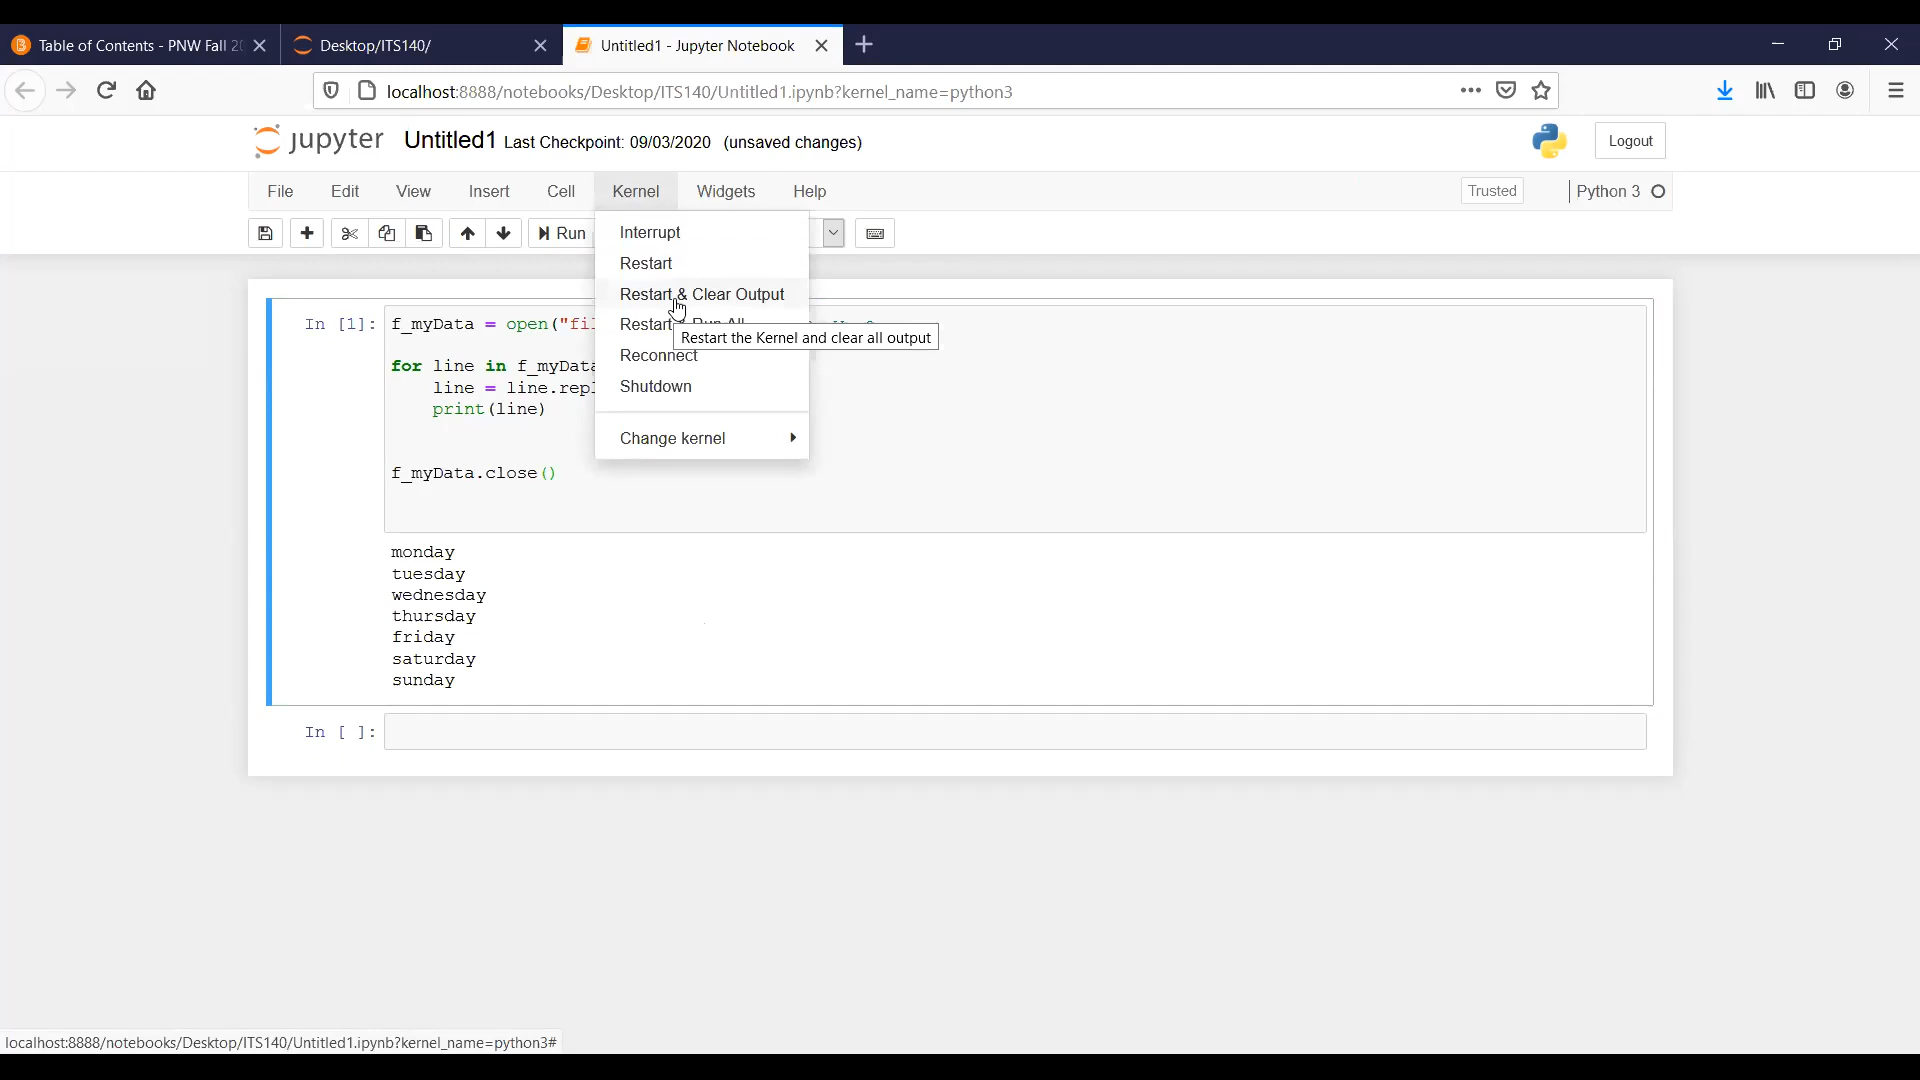 Table of Contents - PNW Fall 20
Desktop/ITS140/
Untitled1 - Jupyter Notebook
localhost:8888/notebooks/Desktop/ITS140/Untitled1.ipynb?kernel_name=python3
jupyter Untitled1 Last Checkpoint: 09/03/2020 (unsaved changes)
Logout
File Edit View Insert Cell Kernel Widgets Help
Trusted Python 3
Run
Interrupt
Restart
Restart & Clear Output
Restart & Run All
Restart the Kernel and clear all output
Reconnect
Shutdown
Change kernel
In [1]: f_myData = open("fil
for line in f_myData
line = line.repl
print(line)
f_myData.close()
monday
tuesday
wednesday
thursday
friday
saturday
sunday
In [ ]:
localhost:8888/notebooks/Desktop/ITS140/Untitled1.ipynb?kernel_name=python3#